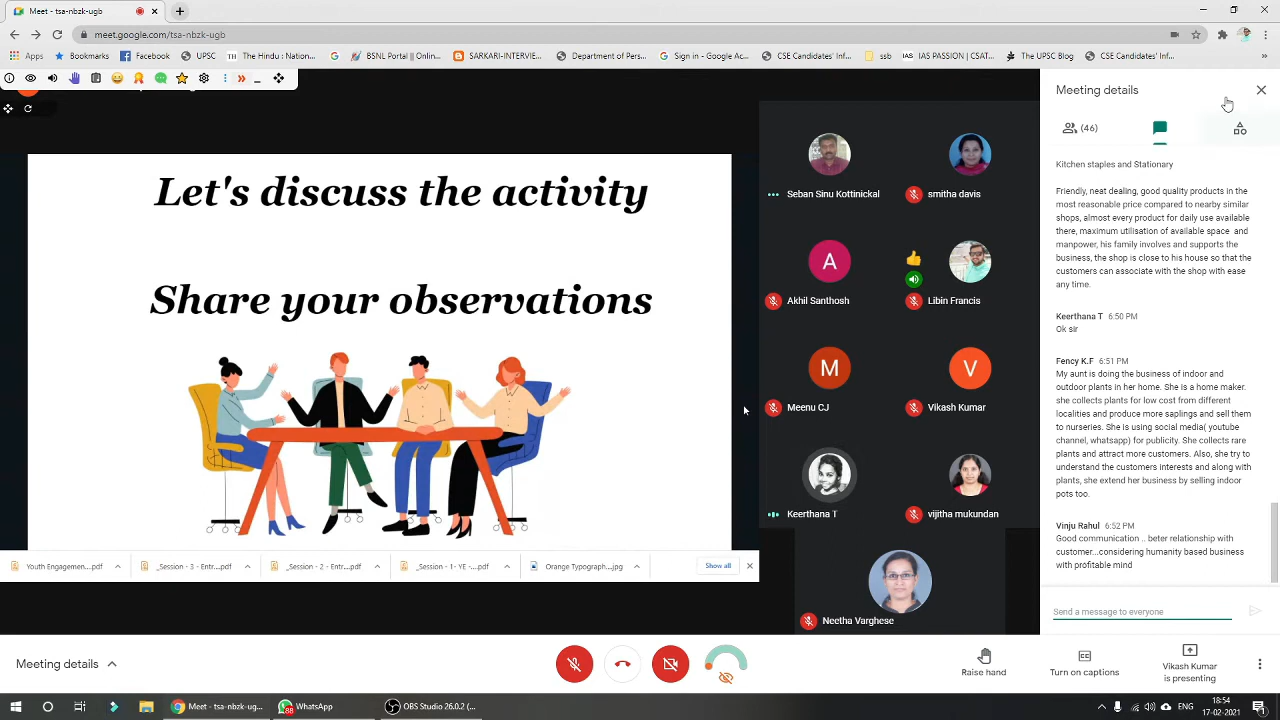 Meet - tsa-nbzk-ugb
meet.google.com/tsa-nbzk-ugb
Apps
Bookmarks
Facebook
UPSC
TH
The Hindu : National...
BSNL Portal ||
SARKARI-INTERVIEW...
Department of Pers...
Sign in - Google Ac...
CSE Candidates' Inf...
ssb
IAS
IAS PASSION | CSAT...
The Rving
CSE Candidates' Inf...
Let's discuss the activity
Share your observations
Youth Engagemen....pdf
_Session - 3 - Entr....pdf
_Session - 2 - Entr....pdf
_Session - 1- YE -....pdf
Orange Typograph....jpg
Show all
Seban Sinu Kottinickal
smitha davis
A
Akhil Santhosh
Libin Francis
M
Meenu CJ
V
Vikash Kumar
Keerthana T
vijitha mukundan
Neetha Varghese
Meeting details
(46)
Kitchen staples and Stationary
Friendly, neat dealing, good quality products in the
most reasonable price compared to nearby similar
shops, almost every product for daily use available
there, maximum utilisation of available space and
manpower, his family involves and supports the
business, the shop is close to his house so that the
customers can associate with the shop with ease
any time.
Keerthana T 6:50 PM
Ok sir
Fency K.F 6:51 PM
My aunt is doing the business of indoor and
outdoor plants in her home. She is a home maker.
she collects plants for low cost from different
localities and produce more saplings and sell them
to nurseries. She is using social media( youtube
channel, whatsapp) for publicity. She collects rare
plants and attract more customers. Also, she try to
understand the customers interests and along with
plants, she extend her business by selling indoor
pots too.
Vinju Rahul 6:52 PM
Good communication .. beter relationship with
customer...considering humanity based business
with profitable mind
Send a message to everyone
Meeting details
Raise hand
CC
Turn on captions
Vikash Kumar
is presenting
Meet - tsa-nbzk-ug...
88
WhatsApp
OBS Studio 26.0.2 (...
ENG
18:54
17-02-2021
1